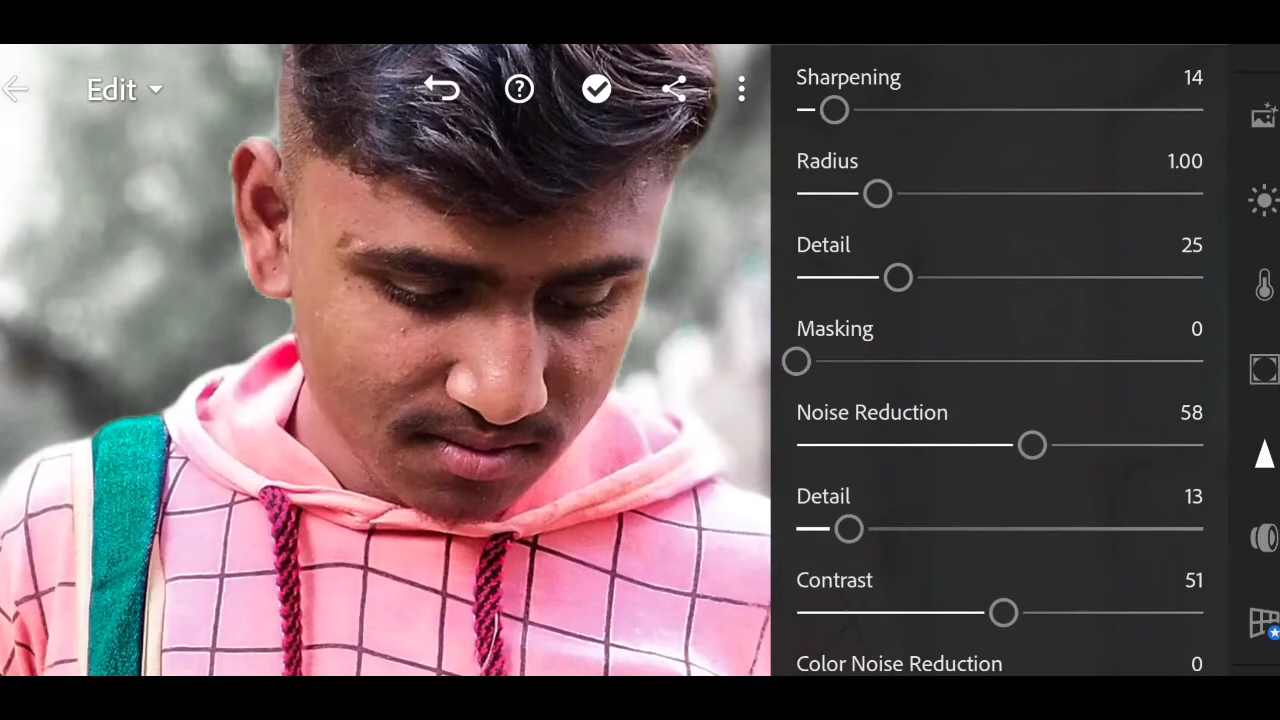 Edit
Sharpening 14
Radius 1.00
Detail 25
Masking 0
Noise Reduction 58
Detail 13
Contrast 51
Color Noise Reduction 0